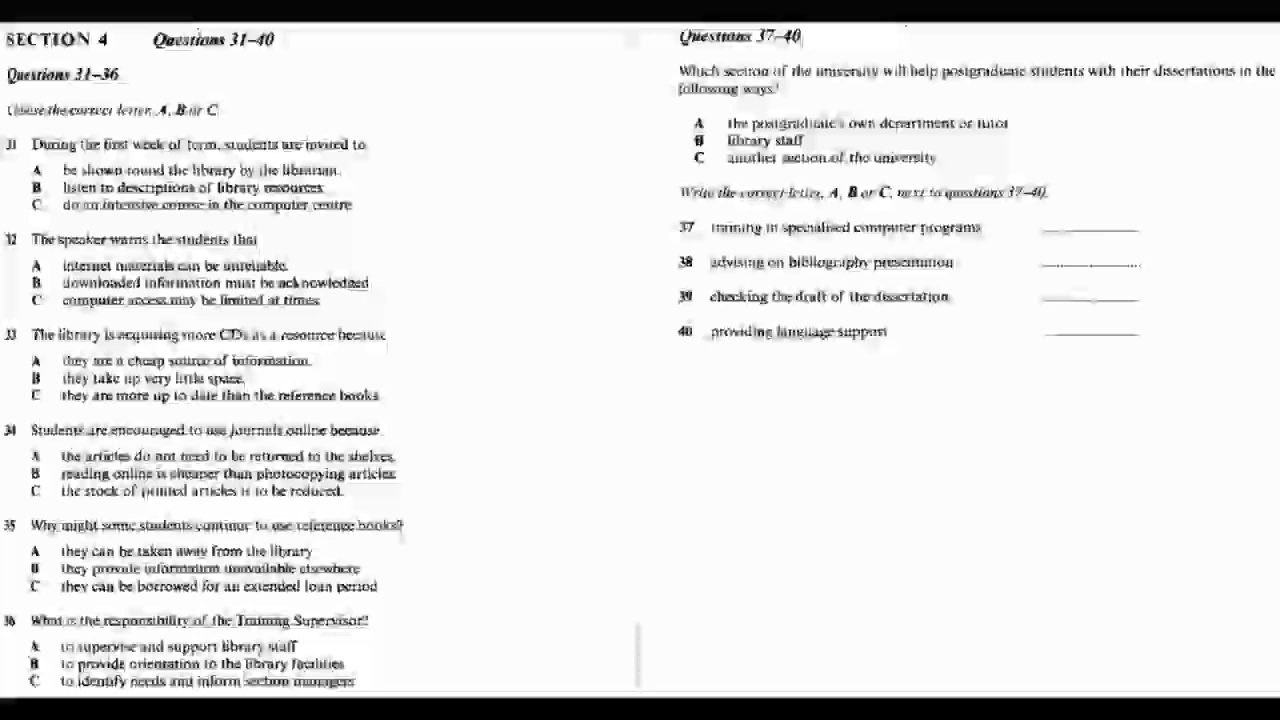 SECTION 4 Questions 31–40
Questions 31–36
Choose the correct letter, A, B or C.
31 During the first week of term, students are invited to
A be shown round the library by the librarian.
B listen to descriptions of library resources.
C do an intensive course in the computer centre.
32 The speaker warns the students that
A internet materials can be unreliable.
B downloaded information must be acknowledged.
C computer access may be limited at times.
33 The library is acquiring more CDs as a resource because
A they are a cheap source of information.
B they take up very little space.
C they are more up to date than the reference books.
34 Students are encouraged to use journals online because
A the articles do not need to be returned to the shelves.
B reading online is cheaper than photocopying articles.
C the stock of printed articles is to be reduced.
35 Why might some students continue to use reference books?
A they can be taken away from the library
B they provide information unavailable elsewhere
C they can be borrowed for an extended loan period
36 What is the responsibility of the Training Supervisor?
A to supervise and support library staff
B to provide orientation to the library facilities
C to identify needs and inform section managers
Questions 37–40
Which section of the university will help postgraduate students with their dissertations in the
following ways?
A the postgraduate's own department or tutor
B library staff
C another section of the university
Write the correct letter, A, B or C, next to questions 37–40.
37 training in specialised computer programs
38 advising on bibliography presentation
39 checking the draft of the dissertation
40 providing language support